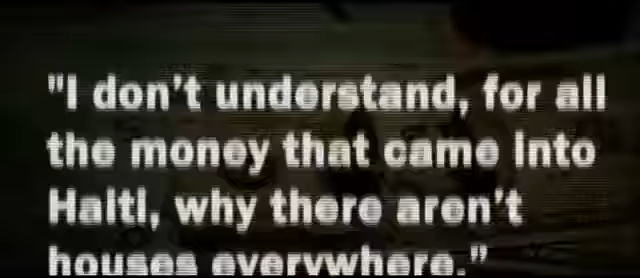 "I don't understand, for all
the money that came into
Haiti, why there aren't
houses everywhere."